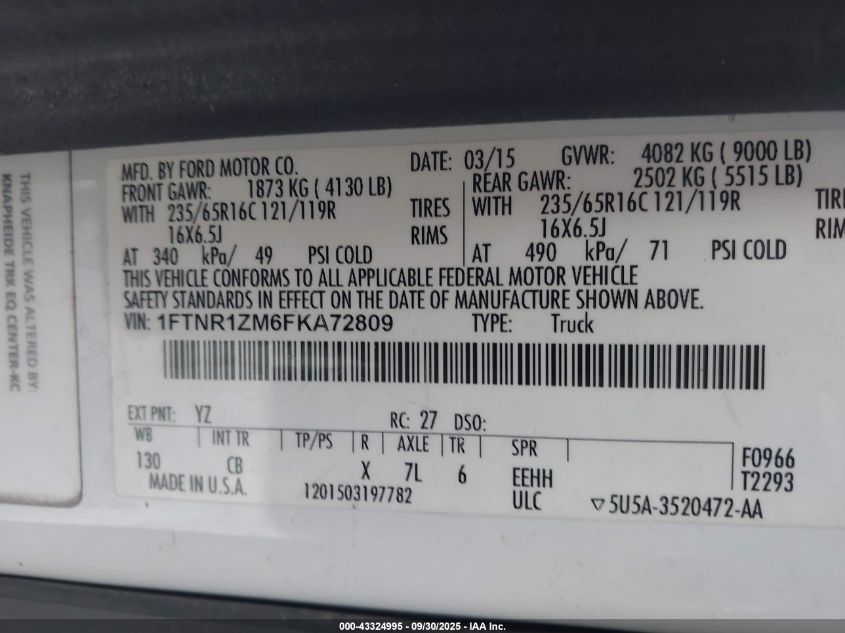 THIS VEHICLE WAS ALTERED BY:
KNAPHEIDE TRK EQ CENTER-KC
MFD. BY FORD MOTOR CO.
DATE: 03/15 GVWR: 4082 KG ( 9000 LB)
FRONT GAWR: 1873 KG ( 4130 LB) REAR GAWR: 2502 KG ( 5515 LB)
WITH 235/65R16C 121/119R TIRES WITH 235/65R16C 121/119R
16X6.5J RIMS 16X6.5J
AT 340 kPa/ 49 PSI COLD AT 490 kPa/ 71 PSI COLD
THIS VEHICLE CONFORMS TO ALL APPLICABLE FEDERAL MOTOR VEHICLE
SAFETY STANDARDS IN EFFECT ON THE DATE OF MANUFACTURE SHOWN ABOVE.
VIN: 1FTNR1ZM6FKA72809 TYPE: Truck
EXT PNT: YZ RC: 27 DSO:
WB INT TR TP/PS R AXLE TR SPR
130 CB X 7L 6 EEHH F0966
MADE IN U.S.A. 1201503197782 ULC T2293
▽5U5A-3520472-AA
000-43324995 - 09/30/2025 - IAA Inc.